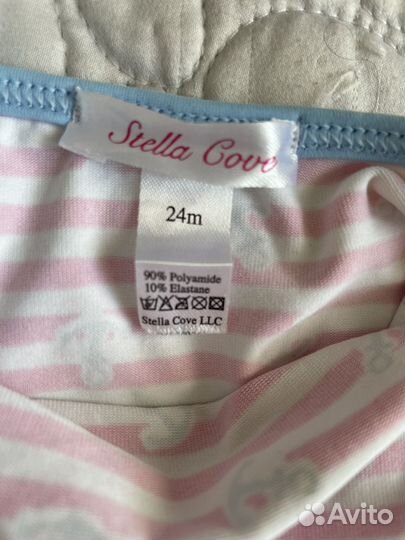 Stella Cove
24m
90% Polyamide
10% Elastane
Stella Cove LLC
Avito